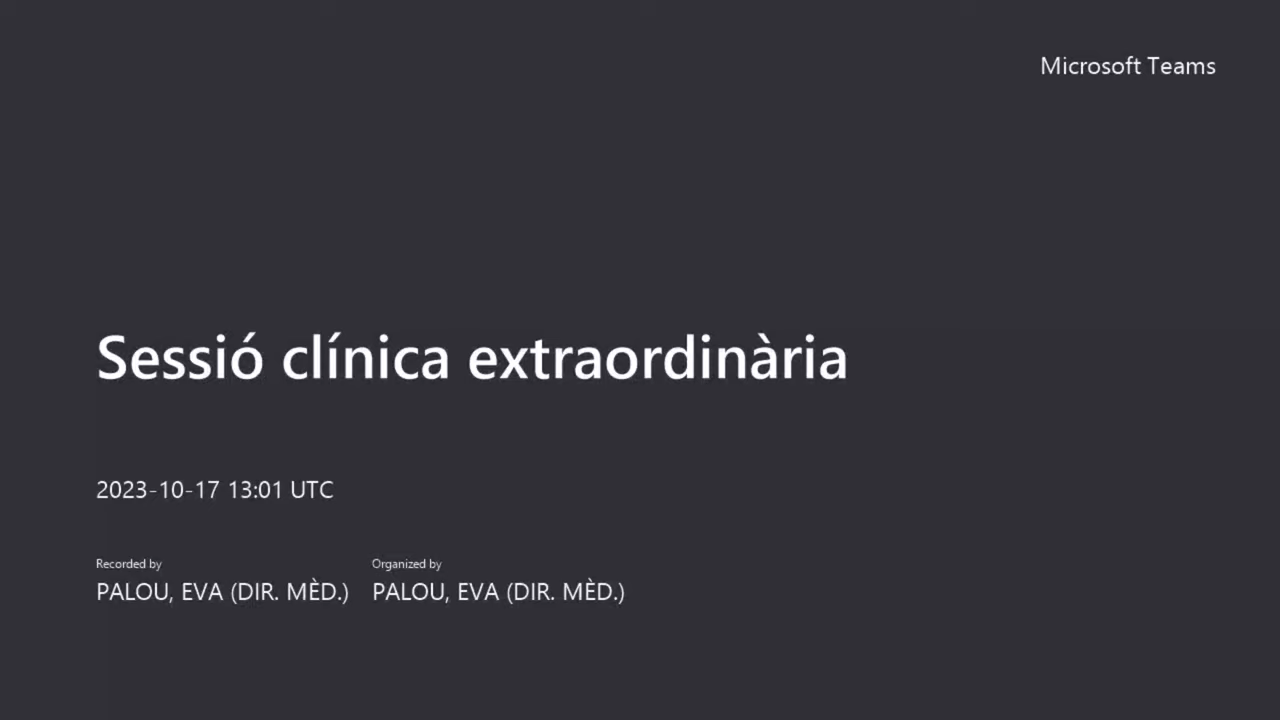 Microsoft Teams
Sessió clínica extraordinària
2023-10-17 13:01 UTC
Recorded by
Organized by
PALOU, EVA (DIR. MÈD.)
PALOU, EVA (DIR. MÈD.)